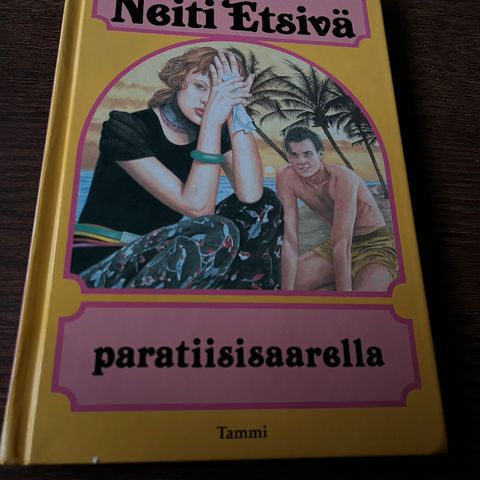 Neiti Etsivä
paratiisisaarella
Tammi